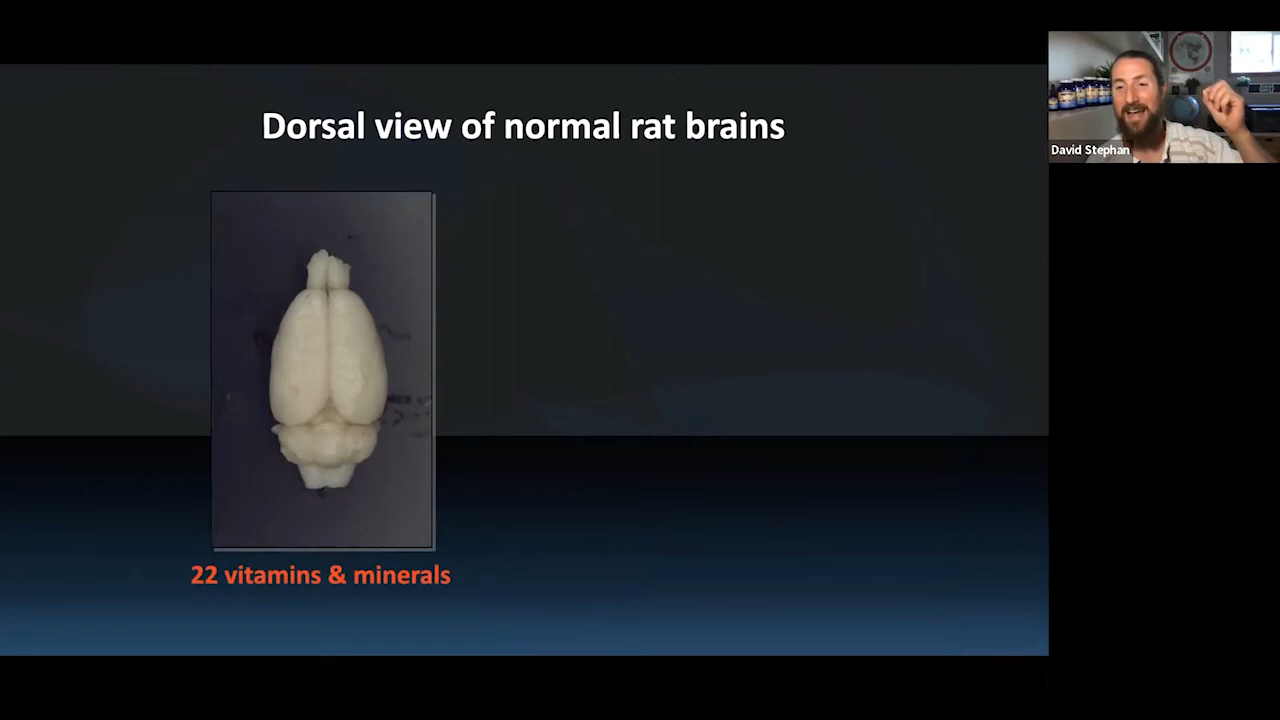 Dorsal view of normal rat brains
David Stephan
22 vitamins & minerals